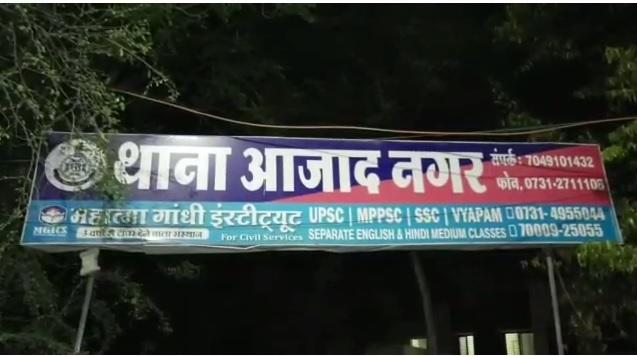 थाना आजाद नगर
संपर्क : 7049101432
फोन. 0731-2711106
महात्मा गांधी इंस्टीट्यूट UPSC | MPPSC | SSC | VYAPAM 0731- 4955044
MGICS वाला संस्थान For Civil Services SEPARATE ENGLISH & HINDI MEDIUM CLASSES 70009-25055